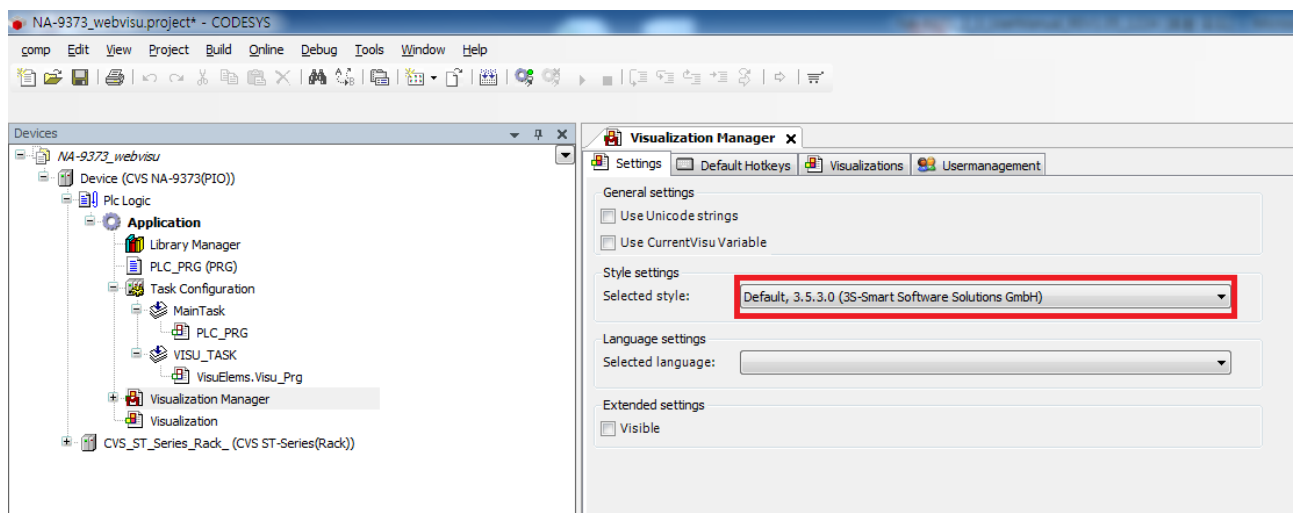 NA-9373_webvisu.project* - CODESYS
comp Edit View Project Build Online Debug Tools Window Help
Devices
NA-9373_webvisu
Device (CVS NA-9373(PIO))
Plc Logic
Application
Library Manager
PLC_PRG (PRG)
Task Configuration
MainTask
PLC_PRG
VISU_TASK
VisuElems.Visu_Prg
Visualization Manager
Visualization
CVS_ST_Series_Rack_ (CVS ST-Series(Rack))
Visualization Manager
Settings Default Hotkeys Visualizations Usermanagement
General settings
Use Unicode strings
Use CurrentVisu Variable
Style settings
Selected style: Default, 3.5.3.0 (3S-Smart Software Solutions GmbH)
Language settings
Selected language:
Extended settings
Visible